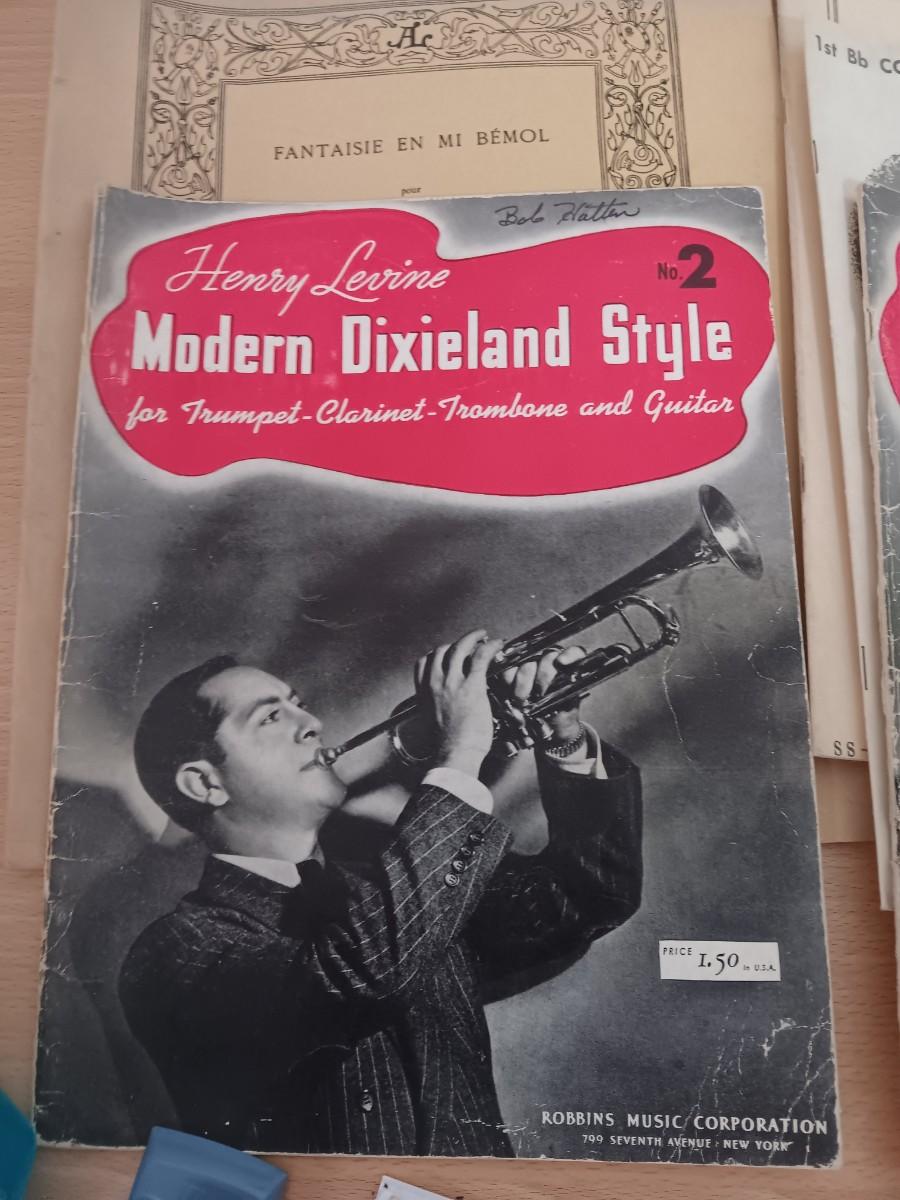 AL
FANTAISIE EN MI BÉMOL
pour
1st Bb CO
Bob Hatten
Henry Levine
No. 2
Modern Dixieland Style
for Trumpet-Clarinet-Trombone and Guitar
SS-
PRICE 1.50 in U.S.A.
ROBBINS MUSIC CORPORATION
799 SEVENTH AVENUE · NEW YORK